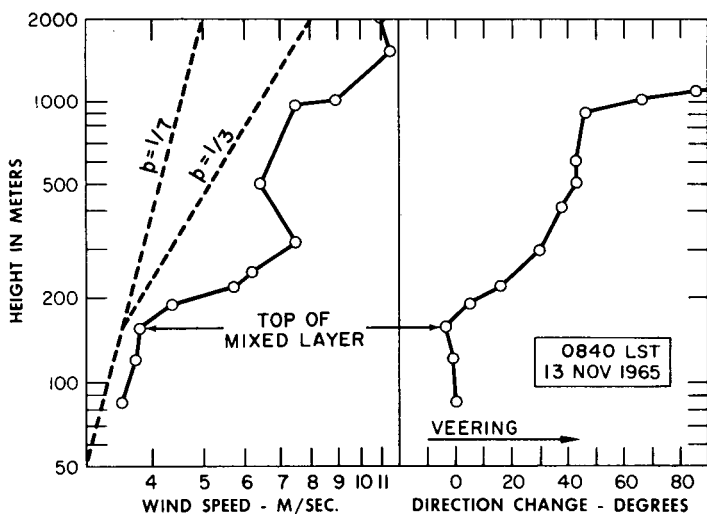 2000
1000
500
200
100
50
HEIGHT IN METERS
p=1/7
p=1/3
TOP OF
MIXED LAYER
0840 LST
13 NOV 1965
VEERING
4 5 6 7 8 9 10 11
0 20 40 60 80
WIND SPEED - M/SEC.
DIRECTION CHANGE - DEGREES